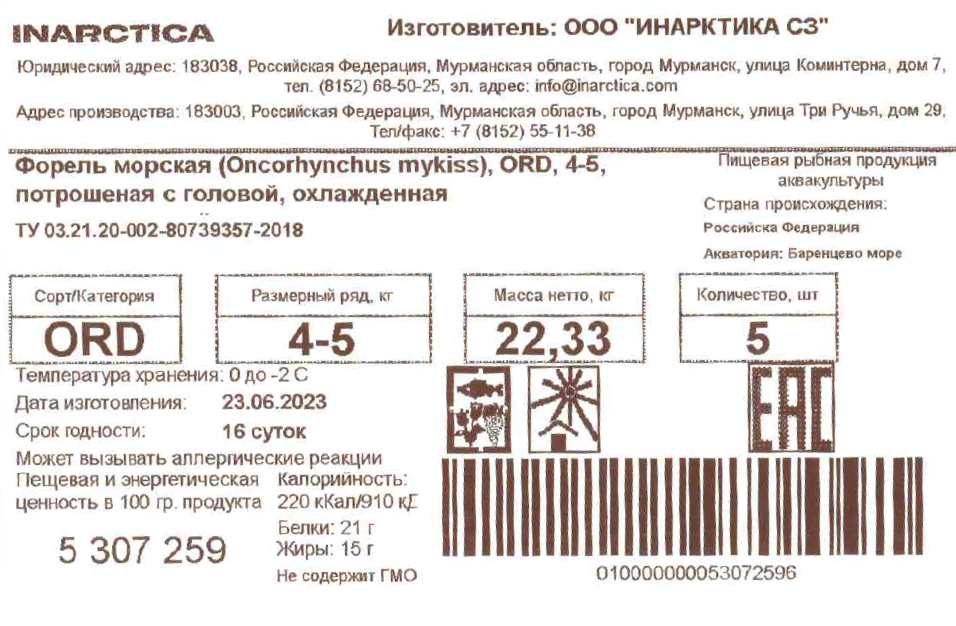 INARCTICA
Изготовитель: ООО "ИНАРКТИКА СЗ"
Юридический адрес: 183038, Российская Федерация, Мурманская область, город Мурманск, улица Коминтерна, дом 7,
тел. (8152) 68-50-25, эл. адрес: info@inarctica.com
Адрес производства: 183003, Российская Федерация, Мурманская область, город Мурманск, улица Три Ручья, дом 29,
Тел/факс: +7 (8152) 55-11-38
Форель морская (Oncorhynchus mykiss), ORD, 4-5,
потрошеная с головой, охлажденная
ТУ 03.21.20-002-80739357-2018
Пищевая рыбная продукция
аквакультуры
Страна происхождения:
Российска Федерация
Акватория: Баренцево море
Сорт/Категория
ORD
Размерный ряд, кг
4-5
Масса нетто, кг
22,33
Количество, шт
5
Температура хранения: 0 до -2 С
Дата изготовления: 23.06.2023
Срок годности: 16 суток
Может вызывать аллергические реакции
Пещевая и энергетическая
ценность в 100 гр. продукта
Калорийность:
220 кКал/910 кД
Белки: 21 г
Жиры: 15 г
Не содержит ГМО
5 307 259
EAC
010000000053072596